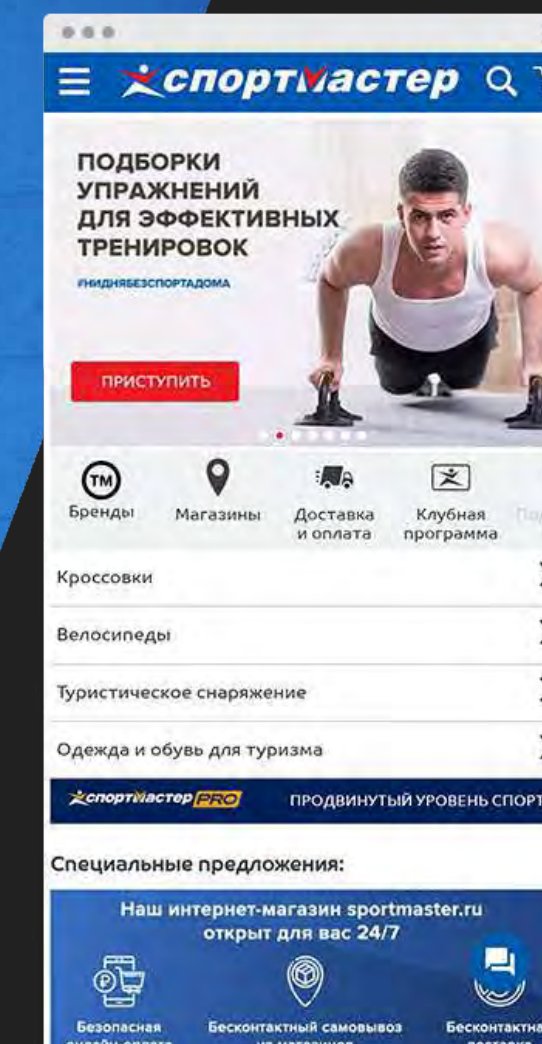 спортмастер
ПОДБОРКИ
УПРАЖНЕНИЙ
ДЛЯ ЭФФЕКТИВНЫХ
ТРЕНИРОВОК
#НИДНЯБЕЗСПОРТАДОМА
ПРИСТУПИТЬ
TM
Бренды
Магазины
Доставка
и оплата
Клубная
программа
Кроссовки
Велосипеды
Туристическое снаряжение
Одежда и обувь для туризма
спортмастер PRO ПРОДВИНУТЫЙ УРОВЕНЬ СПОРТ
Специальные предложения:
Наш интернет-магазин sportmaster.ru
открыт для вас 24/7
Безопасная
Бесконтактный самовывоз
Бесконтактна